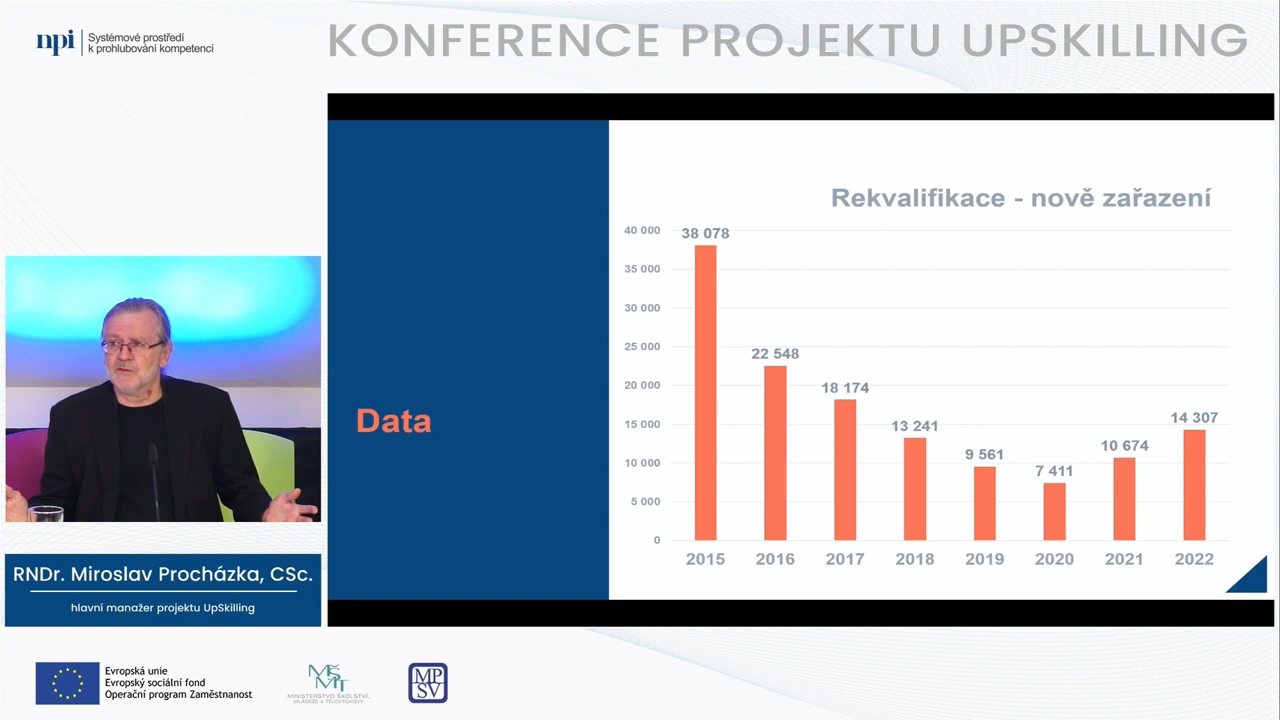 npi
Systémové prostředí
k prohlubování kompetencí
KONFERENCE PROJEKTU UPSKILLING
Data
Rekvalifikace - nově zařazení
40 000
35 000
30 000
25 000
20 000
15 000
10 000
5 000
0
38 078
22 548
18 174
13 241
9 561
7 411
10 674
14 307
2015 2016 2017 2018 2019 2020 2021 2022
RNDr. Miroslav Procházka, CSc.
hlavní manažer projektu UpSkilling
Evropská unie
Evropský sociální fond
Operační program Zaměstnanost
MŠMT
MINISTERSTVO ŠKOLSTVÍ,
MLÁDEŽE A TĚLOVÝCHOVY
MP
SV